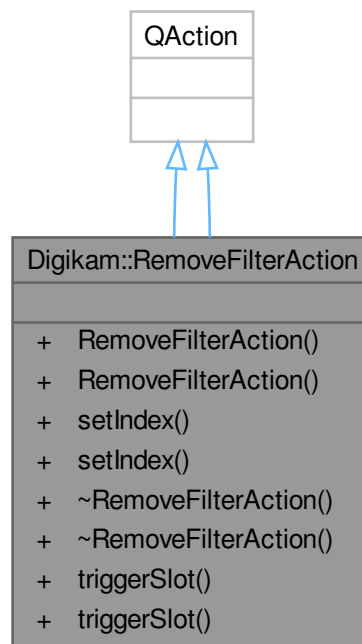 QAction
Digikam::RemoveFilterAction
+ RemoveFilterAction()
+ RemoveFilterAction()
+ setIndex()
+ setIndex()
+ ~RemoveFilterAction()
+ ~RemoveFilterAction()
+ triggerSlot()
+ triggerSlot()